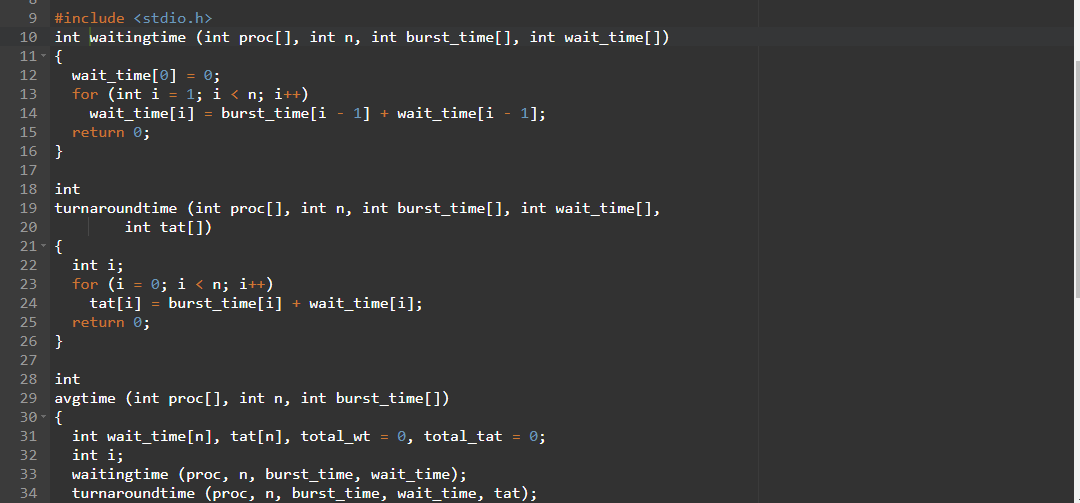 8
9 #include <stdio.h>
10 int waitingtime (int proc[], int n, int burst_time[], int wait_time[])
11 {
12   wait_time[0] = 0;
13   for (int i = 1; i < n; i++)
14     wait_time[i] = burst_time[i - 1] + wait_time[i - 1];
15   return 0;
16 }
17
18 int
19 turnaroundtime (int proc[], int n, int burst_time[], int wait_time[],
20         int tat[])
21 {
22   int i;
23   for (i = 0; i < n; i++)
24     tat[i] = burst_time[i] + wait_time[i];
25   return 0;
26 }
27
28 int
29 avgtime (int proc[], int n, int burst_time[])
30 {
31   int wait_time[n], tat[n], total_wt = 0, total_tat = 0;
32   int i;
33   waitingtime (proc, n, burst_time, wait_time);
34   turnaroundtime (proc, n, burst_time, wait_time, tat);